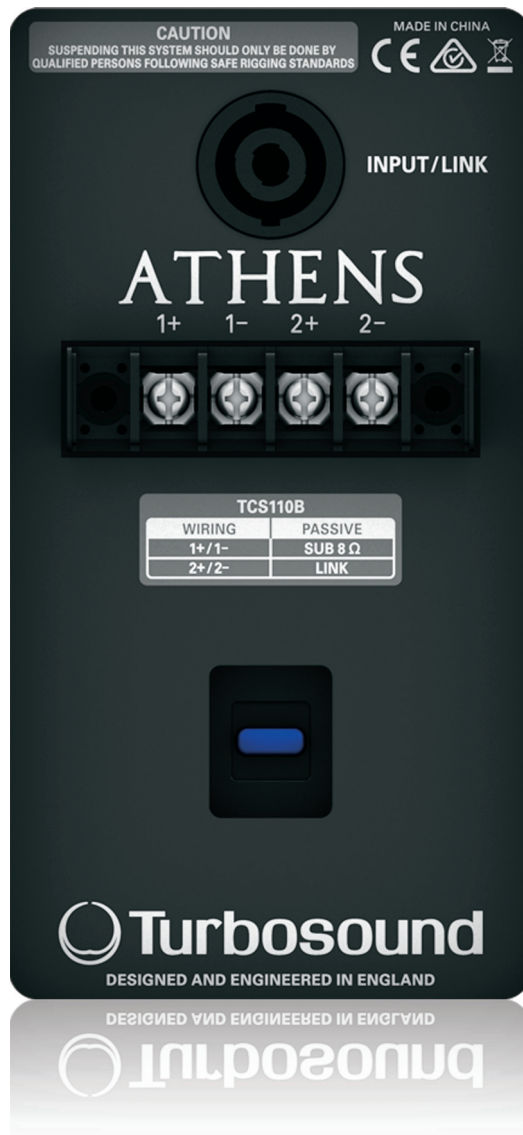 CAUTION
SUSPENDING THIS SYSTEM SHOULD ONLY BE DONE BY
QUALIFIED PERSONS FOLLOWING SAFE RIGGING STANDARDS
MADE IN CHINA
CE
INPUT/LINK
ATHENS
1+ 1- 2+ 2-
TCS110B
WIRING PASSIVE
1+/1- SUB 8 Ω
2+/2- LINK
Turbosound
DESIGNED AND ENGINEERED IN ENGLAND